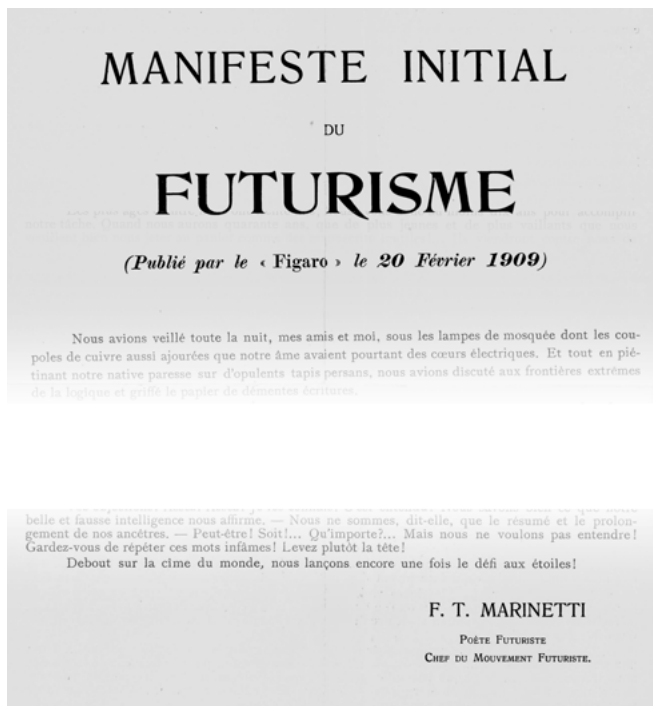 MANIFESTE INITIAL
DU
FUTURISME
(Publié par le « Figaro » le 20 Février 1909)
Nous avions veillé toute la nuit, mes amis et moi, sous les lampes de mosquée dont les cou-
poles de cuivre aussi ajourées que notre âme avaient pourtant des cœurs électriques. Et tout en pié-
tinant notre native paresse sur d'opulents tapis persans, nous avions discuté aux frontières extrêmes
de la logique et griffé le papier de démentes écritures.
belle et fausse intelligence nous affirme. — Nous ne sommes, dit-elle, que le résumé et le prolon-
gement de nos ancêtres. — Peut-être! Soit!... Qu'importe?... Mais nous ne voulons pas entendre!
Gardez-vous de répéter ces mots infâmes! Levez plutôt la tête!
Debout sur la cime du monde, nous lançons encore une fois le défi aux étoiles!
F. T. MARINETTI
Poète Futuriste
Chef du Mouvement Futuriste.